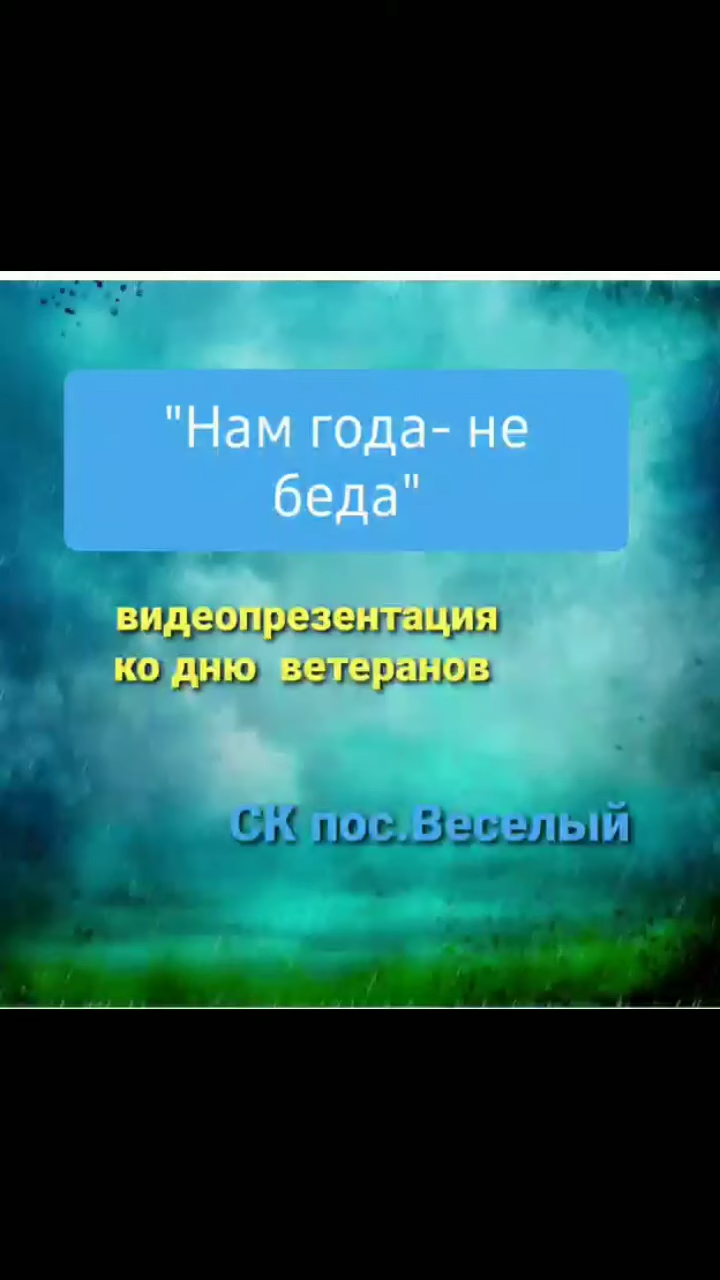 "Нам года- не
беда"
видеопрезентация
ко дню ветеранов
СК пос.Веселый